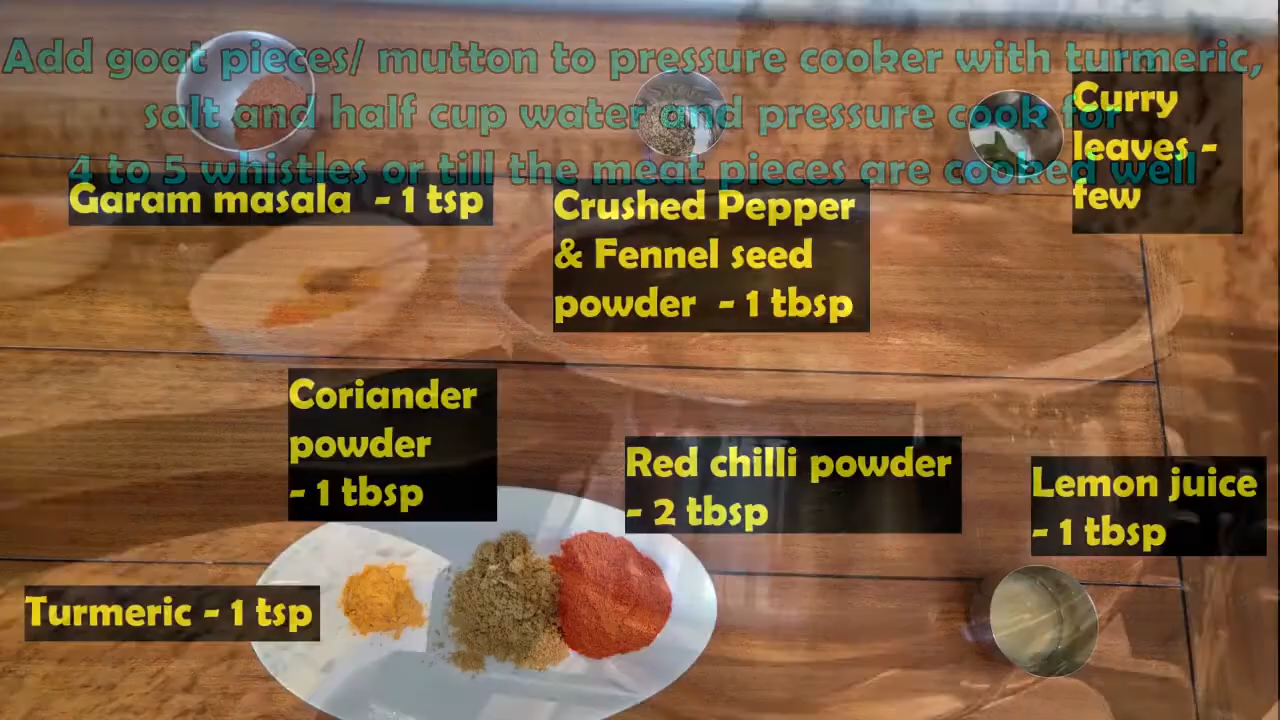 Add goat pieces/ mutton to pressure cooker with turmeric,
salt and half cup water and pressure cook for
4 to 5 whistles or till the meat pieces are cooked well
Curry
leaves -
few
Garam masala - 1 tsp
Crushed Pepper
& Fennel seed
powder - 1 tbsp
Coriander
powder
- 1 tbsp
Red chilli powder
- 2 tbsp
Lemon juice
- 1 tbsp
Turmeric - 1 tsp